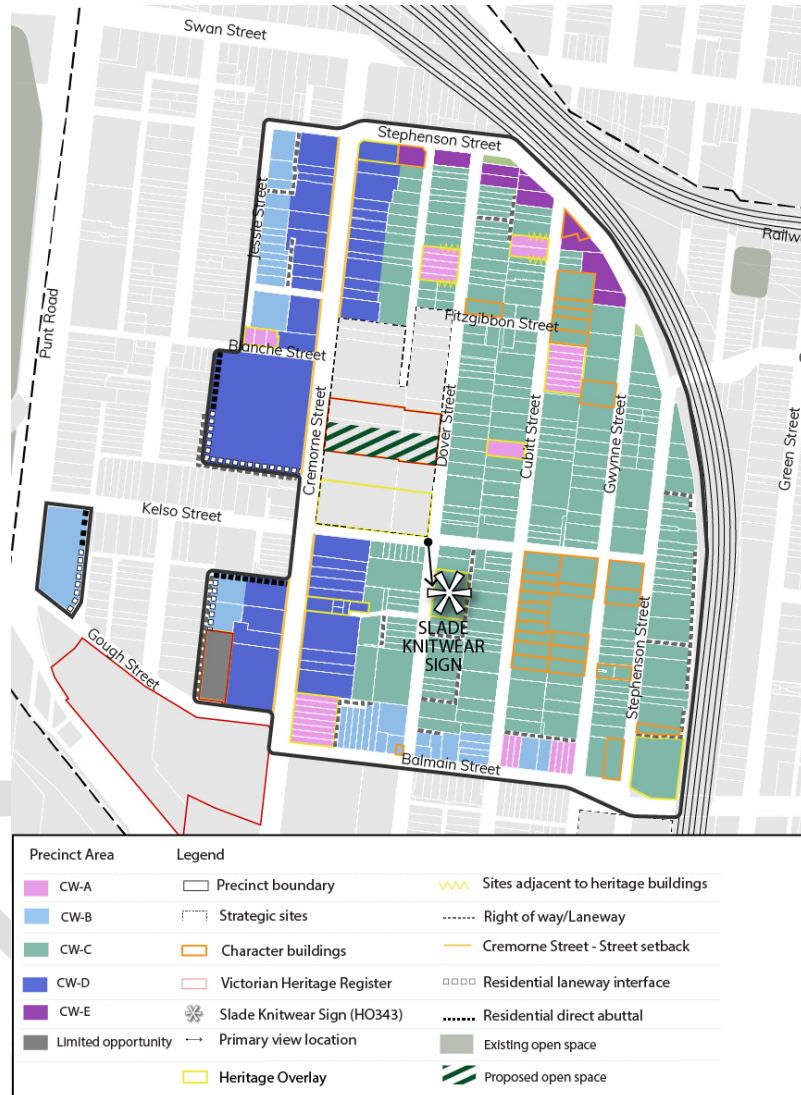 Swan Street
Stephenson Street
Jessie Street
Railw
Punt Road
Fitzgibbon Street
Blanche Street
Cremorne Street
Dover Street
Cubitt Street
Gwynne Street
Green Street
Kelso Street
SLADE
KNITWEAR
SIGN
Gough Street
Stephenson Street
Balmain Street
Precinct Area
Legend
CW-A
Precinct boundary
Sites adjacent to heritage buildings
CW-B
Strategic sites
Right of way/Laneway
CW-C
Character buildings
Cremorne Street - Street setback
CW-D
Victorian Heritage Register
Residential laneway interface
CW-E
Slade Knitwear Sign (HO343)
Residential direct abuttal
Limited opportunity
Primary view location
Existing open space
Heritage Overlay
Proposed open space